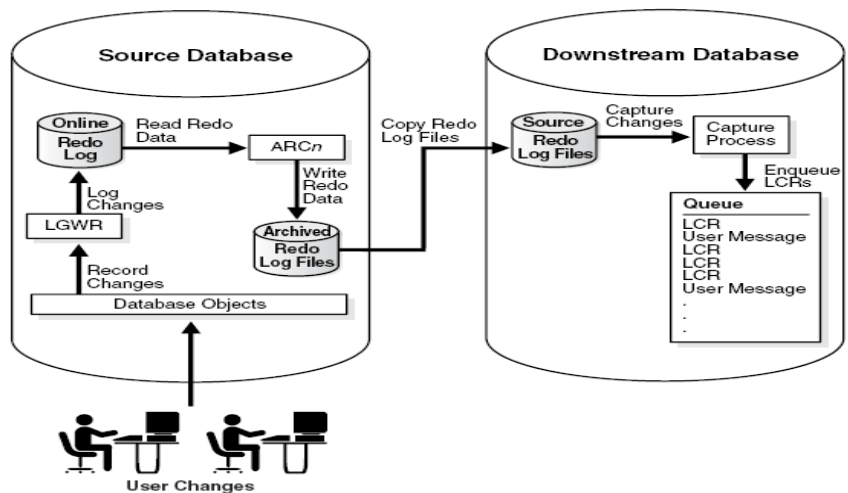 Source Database
Online
Redo
Log
Read Redo
Data
ARCn
Write
Redo
Data
Log
Changes
LGWR
Archived
Redo
Log Files
Record
Changes
Database Objects
User Changes
Copy Redo
Log Files
Downstream Database
Source
Redo
Log Files
Capture
Changes
Capture
Process
Enqueue
LCRs
Queue
LCR
User Message
LCR
LCR
LCR
User Message
.
.
.